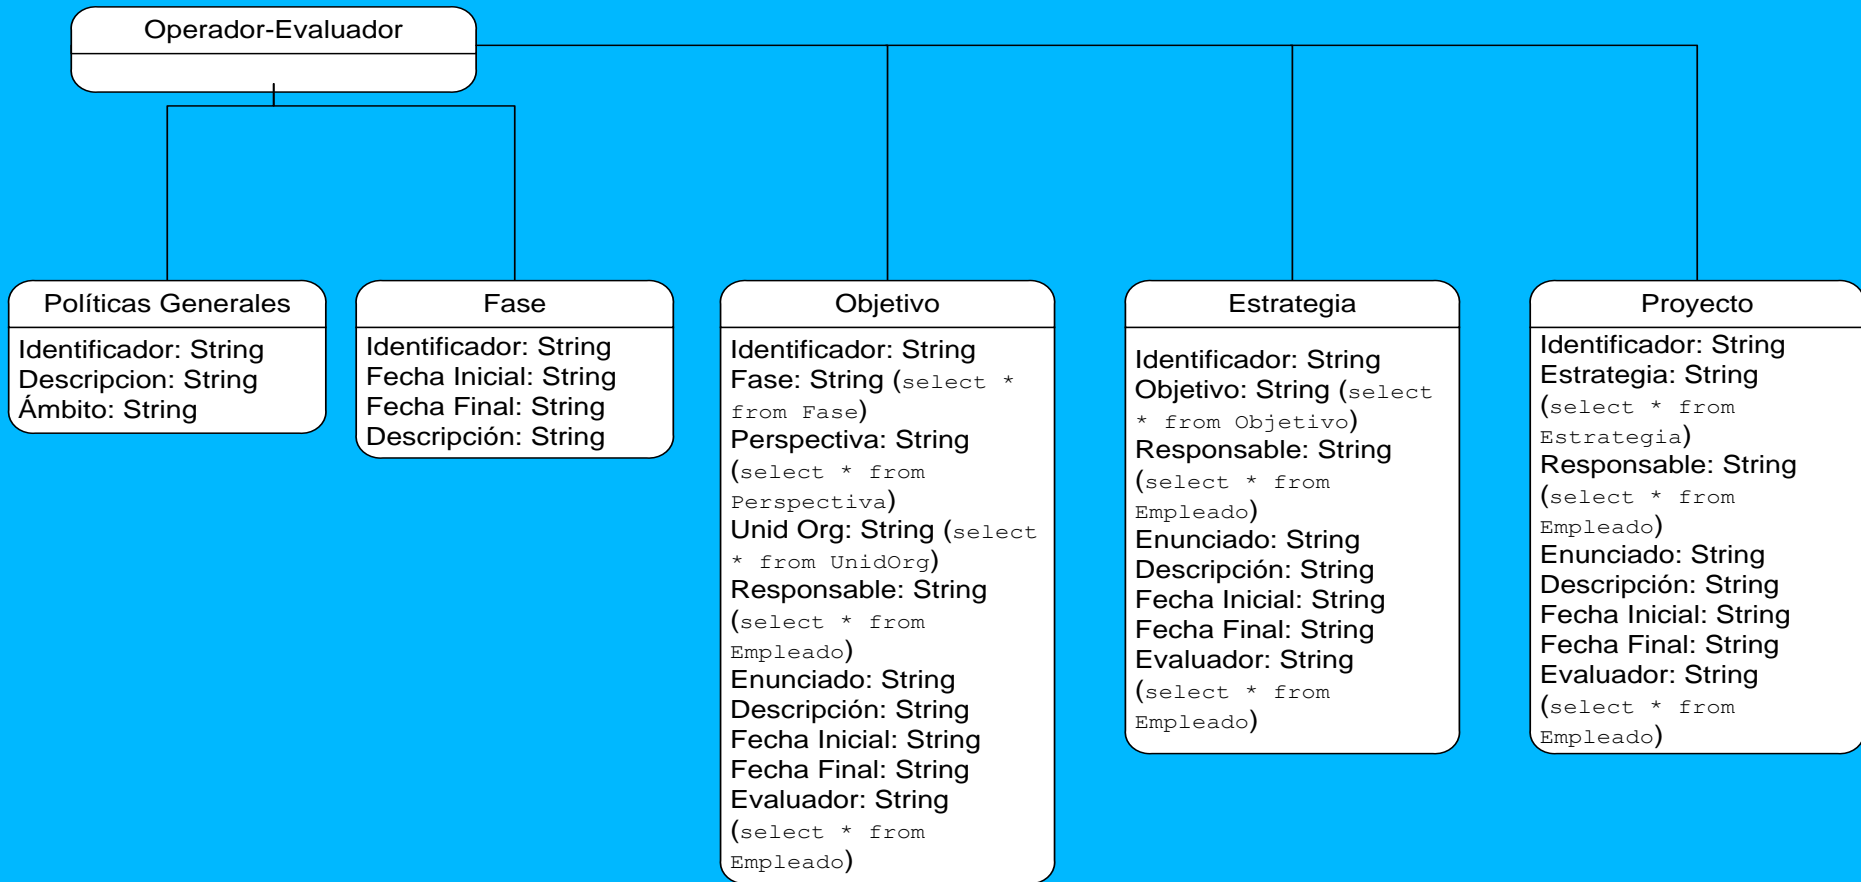 Operador-Evaluador
Políticas Generales
Identificador: String
Descripcion: String
Ámbito: String
Fase
Identificador: String
Fecha Inicial: String
Fecha Final: String
Descripción: String
Objetivo
Identificador: String
Fase: String (select *
from Fase)
Perspectiva: String
(select * from
Perspectiva)
Unid Org: String (select
* from UnidOrg)
Responsable: String
(select * from
Empleado)
Enunciado: String
Descripción: String
Fecha Inicial: String
Fecha Final: String
Evaluador: String
(select * from
Empleado)
Estrategia
Identificador: String
Objetivo: String (select
* from Objetivo)
Responsable: String
(select * from
Empleado)
Enunciado: String
Descripción: String
Fecha Inicial: String
Fecha Final: String
Evaluador: String
(select * from
Empleado)
Proyecto
Identificador: String
Estrategia: String
(select * from
Estrategia)
Responsable: String
(select * from
Empleado)
Enunciado: String
Descripción: String
Fecha Inicial: String
Fecha Final: String
Evaluador: String
(select * from
Empleado)